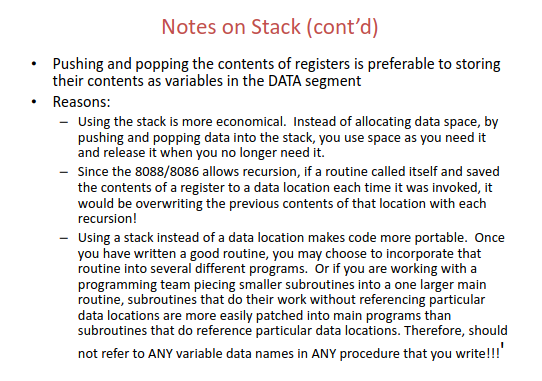 Notes on Stack (cont’d)
• Pushing and popping the contents of registers is preferable to storing
their contents as variables in the DATA segment
• Reasons:
– Using the stack is more economical.  Instead of allocating data space, by
pushing and popping data into the stack, you use space as you need it
and release it when you no longer need it.
– Since the 8088/8086 allows recursion, if a routine called itself and saved
the contents of a register to a data location each time it was invoked, it
would be overwriting the previous contents of that location with each
recursion!
– Using a stack instead of a data location makes code more portable.  Once
you have written a good routine, you may choose to incorporate that
routine into several different programs.  Or if you are working with a
programming team piecing smaller subroutines into a one larger main
routine, subroutines that do their work without referencing particular
data locations are more easily patched into main programs than
subroutines that do reference particular data locations. Therefore, should
not refer to ANY variable data names in ANY procedure that you write!!!'